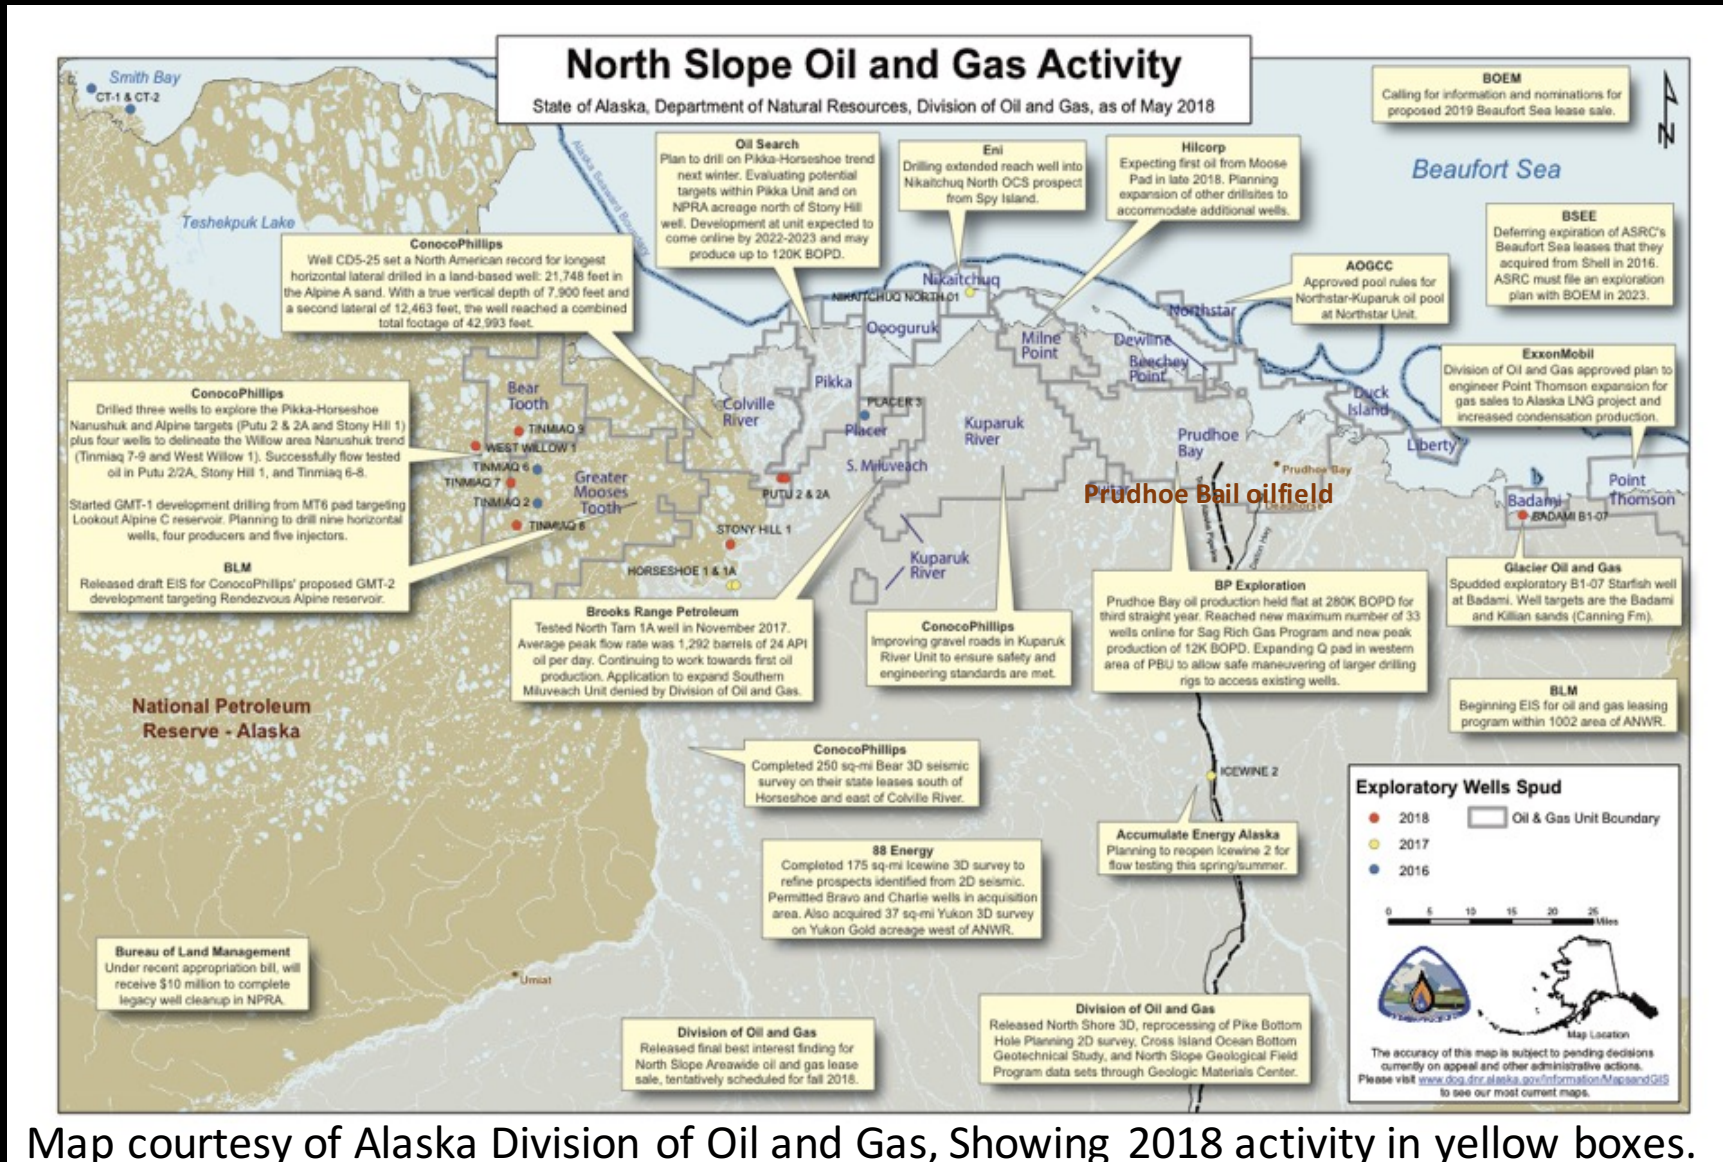 North Slope Oil and Gas Activity
State of Alaska, Department of Natural Resources, Division of Oil and Gas, as of May 2018
BOEM
Calling for information and nominations for
proposed 2019 Beaufort Sea lease sale.
N
Smith Bay
CT-1 & CT-2
Teshekpuk Lake
Alaska Seaward Boundary
Beaufort Sea
Oil Search
Plan to drill on Pikka-Horseshoe trend
next winter. Evaluating potential
targets within Pikka Unit and on
NPRA acreage north of Stony Hill
well. Development at unit expected to
come online by 2022-2023 and may
produce up to 120K BOPD.
Eni
Drilling extended reach well into
Nikaitchuq North OCS prospect
from Spy Island.
Hilcorp
Expecting first oil from Moose
Pad in late 2018. Planning
expansion of other drillsites to
accommodate additional wells.
BSEE
Deferring expiration of ASRC's
Beaufort Sea leases that they
acquired from Shell in 2016.
ASRC must file an exploration
plan with BOEM in 2023.
ConocoPhillips
Well CD5-25 set a North American record for longest
horizontal lateral drilled in a land-based well: 21,748 feet in
the Alpine A sand. With a true vertical depth of 7,900 feet and
a second lateral of 12,463 feet, the well reached a combined
total footage of 42,993 feet.
AOGCC
Approved pool rules for
Northstar-Kuparuk oil pool
at Northstar Unit.
Nikaitchuq
NIKAITCHUQ NORTH 01
Oooguruk
Northstar
Milne
Point
Dewline
Beechey
Point
ExxonMobil
Division of Oil and Gas approved plan to
engineer Point Thomson expansion for
gas sales to Alaska LNG project and
increased condensation production.
ConocoPhillips
Drilled three wells to explore the Pikka-Horseshoe
Nanushuk and Alpine targets (Putu 2 & 2A and Stony Hill 1)
plus four wells to delineate the Willow area Nanushuk trend
(Tinmiaq 7-9 and West Willow 1). Successfully flow tested
oil in Putu 2/2A, Stony Hill 1, and Tinmiaq 6-8.
Started GMT-1 development drilling from MT6 pad targeting
Lookout Alpine C reservoir. Planning to drill nine horizontal
wells, four producers and five injectors.
BLM
Released draft EIS for ConocoPhillips' proposed GMT-2
development targeting Rendezvous Alpine reservoir.
Bear
Tooth
TINMIAQ 9
WEST WILLOW 1
TINMIAQ 6
TINMIAQ 7
TINMIAQ 2
TINMIAQ 8
Greater
Mooses
Tooth
Colville
River
Pikka
PLACER 3
Placer
S. Miluveach
Kuparuk
River
Prudhoe
Bay
Duck
Island
Liberty
PUTU 2 & 2A
STONY HILL 1
HORSESHOE 1 & 1A
Prudhoe Bay
Prudhoe Bail oilfield
Deadhorse
Trans Alaska Pipeline
Dalton Hwy
Badami
BADAMI B1-07
Point
Thomson
Kuparuk
River
Glacier Oil and Gas
Spudded exploratory B1-07 Starfish well
at Badami. Well targets are the Badami
and Killian sands (Canning Fm).
Brooks Range Petroleum
Tested North Tarn 1A well in November 2017.
Average peak flow rate was 1,292 barrels of 24 API
oil per day. Continuing to work towards first oil
production. Application to expand Southern
Miluveach Unit denied by Division of Oil and Gas.
ConocoPhillips
Improving gravel roads in Kuparuk
River Unit to ensure safety and
engineering standards are met.
BP Exploration
Prudhoe Bay oil production held flat at 280K BOPD for
third straight year. Reached new maximum number of 33
wells online for Sag Rich Gas Program and new peak
production of 12K BOPD. Expanding Q pad in western
area of PBU to allow safe maneuvering of larger drilling
rigs to access existing wells.
BLM
Beginning EIS for oil and gas leasing
program within 1002 area of ANWR.
National Petroleum
Reserve - Alaska
ConocoPhillips
Completed 250 sq-mi Bear 3D seismic
survey on their state leases south of
Horseshoe and east of Colville River.
ICEWINE 2
Accumulate Energy Alaska
Planning to reopen Icewine 2 for
flow testing this spring/summer.
88 Energy
Completed 175 sq-mi Icewine 3D survey to
refine prospects identified from 2D seismic.
Permitted Bravo and Charlie wells in acquisition
area. Also acquired 37 sq-mi Yukon 3D survey
on Yukon Gold acreage west of ANWR.
Exploratory Wells Spud
2018
Oil & Gas Unit Boundary
2017
2016
0 5 10 15 20 25
Miles
Map Location
The accuracy of this map is subject to pending decisions
currently on appeal and other administrative actions.
Please visit www.dog.dnr.alaska.gov/Information/MapsandGIS
to see our most current maps.
Bureau of Land Management
Under recent appropriation bill, will
receive $10 million to complete
legacy well cleanup in NPRA.
Umiat
Division of Oil and Gas
Released final best interest finding for
North Slope Areawide oil and gas lease
sale, tentatively scheduled for fall 2018.
Division of Oil and Gas
Released North Shore 3D, reprocessing of Pike Bottom
Hole Planning 2D survey, Cross Island Ocean Bottom
Geotechnical Study, and North Slope Geological Field
Program data sets through Geologic Materials Center.
Map courtesy of Alaska Division of Oil and Gas, Showing 2018 activity in yellow boxes.